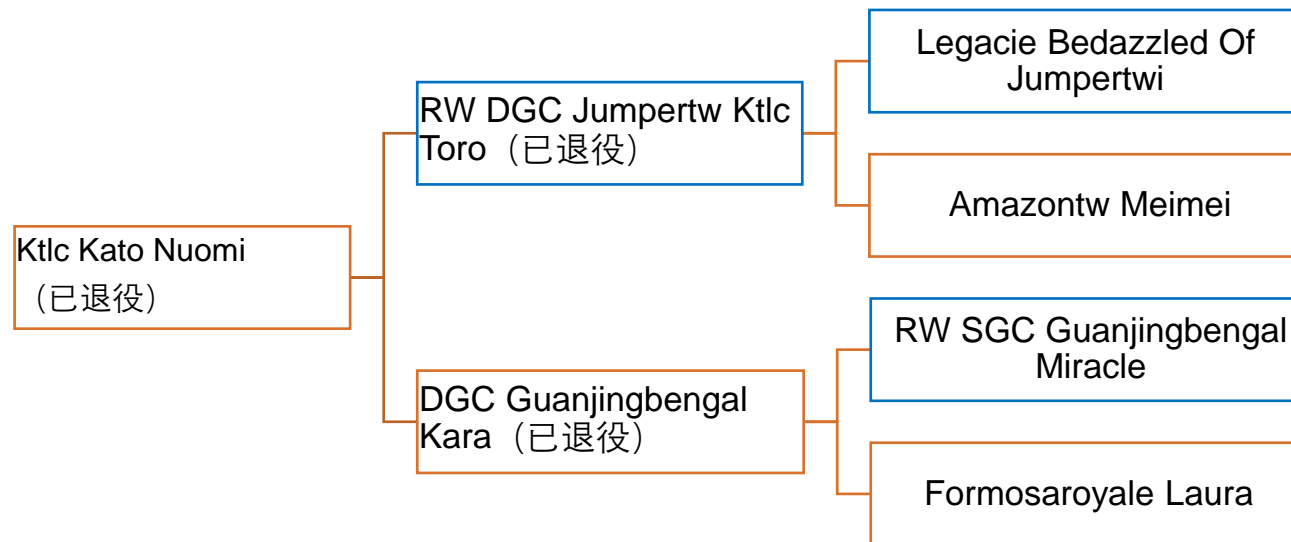 Ktlc Kato Nuomi
（已退役）
RW DGC Jumpertw Ktlc
Toro（已退役）
DGC Guanjingbengal
Kara（已退役）
Legacie Bedazzled Of
Jumpertwi
Amazontw Meimei
RW SGC Guanjingbengal
Miracle
Formosaroyale Laura